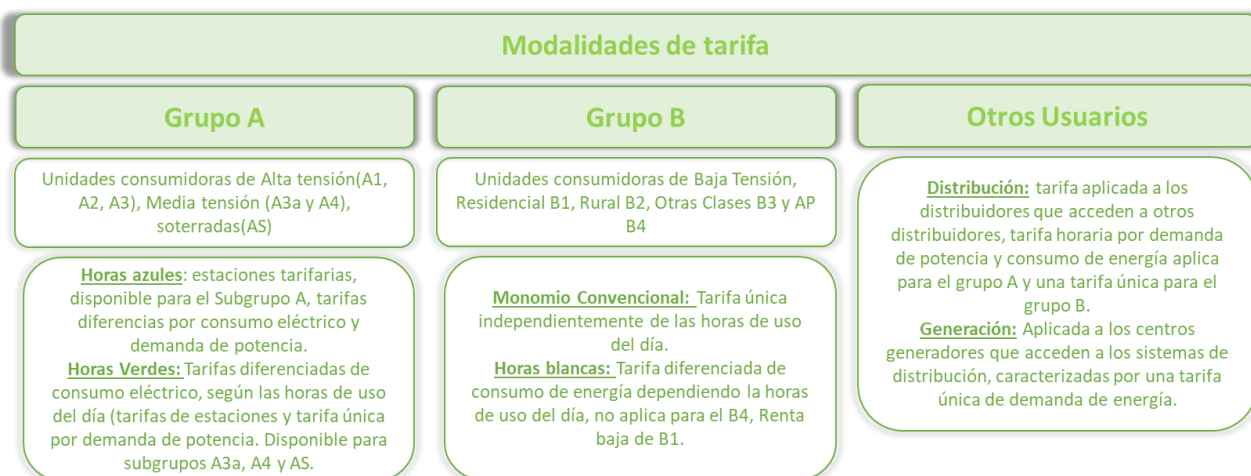 Modalidades de tarifa
Grupo A
Unidades consumidoras de Alta tensión(A1,
A2, A3), Media tensión (A3a y A4),
soterradas(AS)
Horas azules: estaciones tarifarias,
disponible para el Subgrupo A, tarifas
diferencias por consumo eléctrico y
demanda de potencia.
Horas Verdes: Tarifas diferenciadas de
consumo eléctrico, según las horas de uso
del día (tarifas de estaciones y tarifa única
por demanda de potencia. Disponible para
subgrupos A3a, A4 y AS.
Grupo B
Unidades consumidoras de Baja Tensión,
Residencial B1, Rural B2, Otras Clases B3 y AP
B4
Monomio Convencional: Tarifa única
independientemente de las horas de uso
del día.
Horas blancas: Tarifa diferenciada de
consumo de energía dependiendo la horas
de uso del día, no aplica para el B4, Renta
baja de B1.
Otros Usuarios
Distribución: tarifa aplicada a los
distribuidores que acceden a otros
distribuidores, tarifa horaria por demanda
de potencia y consumo de energía aplica
para el grupo A y una tarifa única para el
grupo B.
Generación: Aplicada a los centros
generadores que acceden a los sistemas de
distribución, caracterizadas por una tarifa
única de demanda de energía.